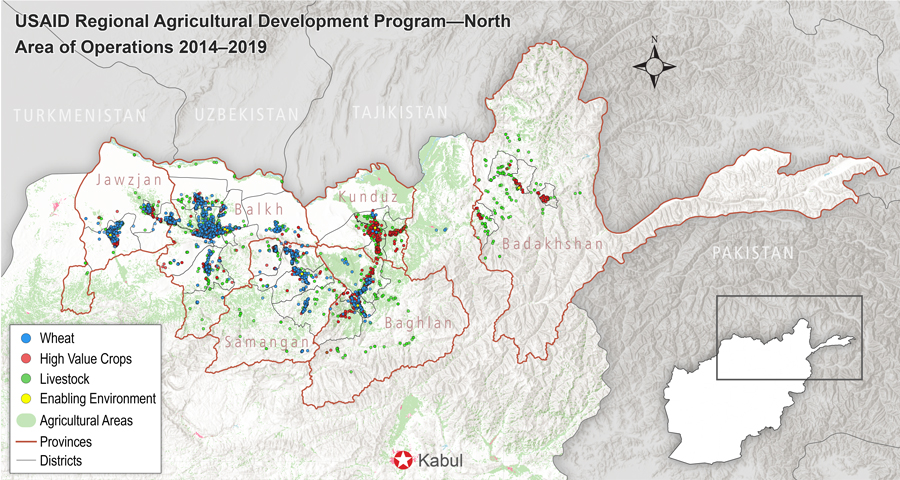 USAID Regional Agricultural Development Program—North
Area of Operations 2014–2019
N
TURKMENISTAN
UZBEKISTAN
TAJIKISTAN
Jawzjan
Balkh
Kunduz
Badakhshan
PAKISTAN
Baghlan
Samangan
Wheat
High Value Crops
Livestock
Enabling Environment
Agricultural Areas
Provinces
Districts
Kabul